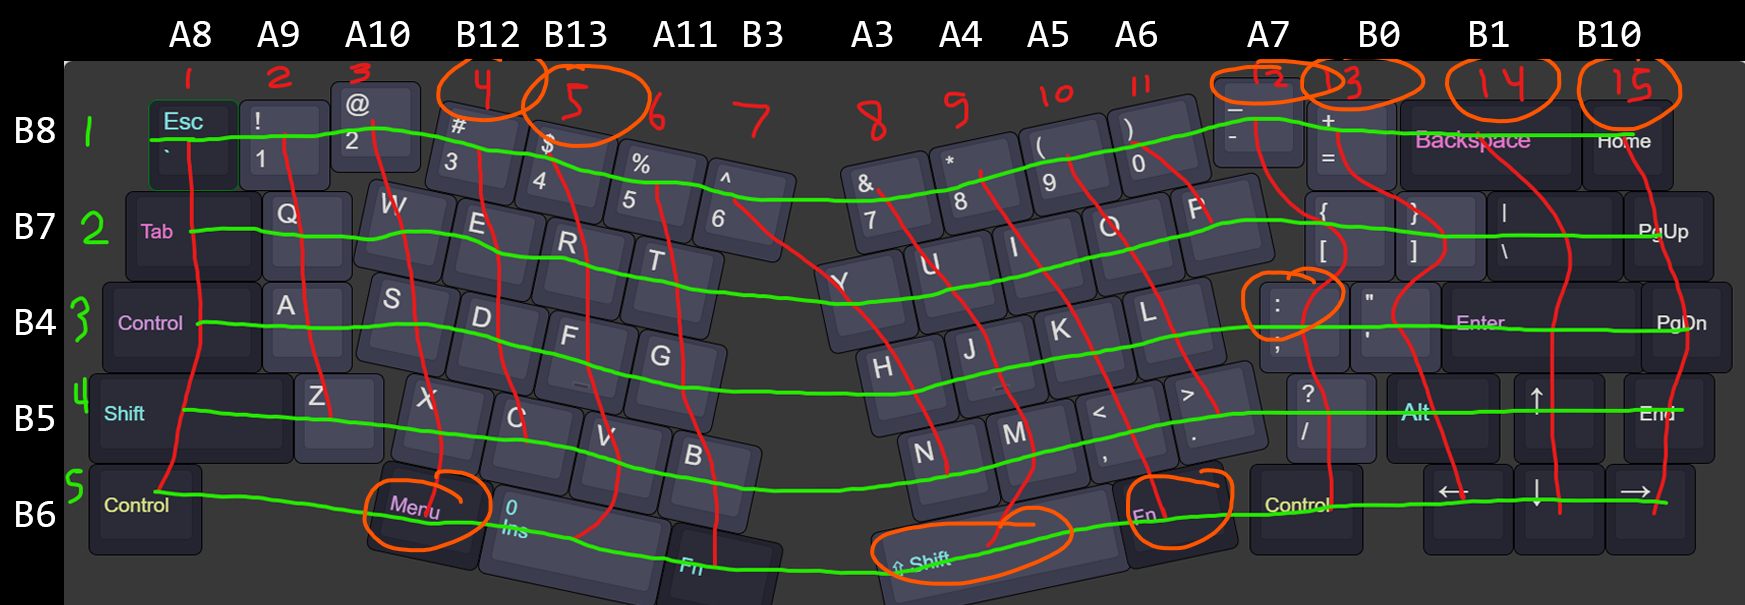 A8 A9 A10 B12 B13 A11 B3 A3 A4 A5 A6 A7 B0 B1 B10
1 2 3 4 5 6 7 8 9 10 11 12 13 14 15
B8 1 Esc ` ! 1 @ 2 # 3 $ 4 % 5 ^ 6 & 7 * 8 ( 9 ) 0 _ - + = Backspace Home
B7 2 Tab Q W E R T Y U I O P { [ } ] | \ PgUp
B4 3 Control A S D F _ G H J _ K L : ; " ' Enter PgDn
B5 4 Shift Z X C V B N M < , > . ? / Alt ↑ End
B6 5 Control Menu 0 Ins Fn ⇧ Shift Fn Control ← ↓ →